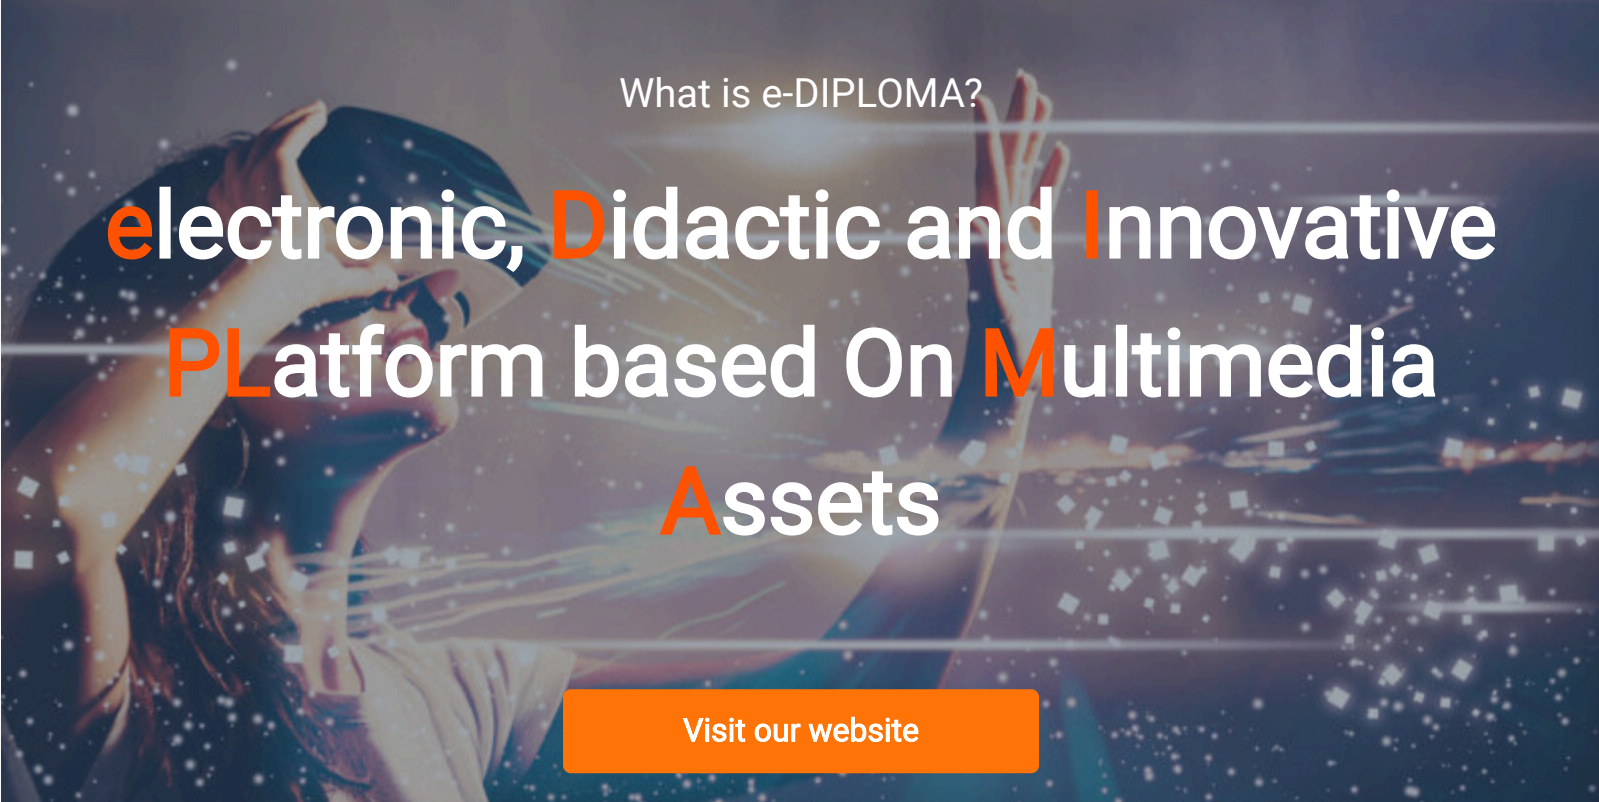 What is e-DIPLOMA?
electronic, Didactic and Innovative
PLatform based On Multimedia
Assets
Visit our website